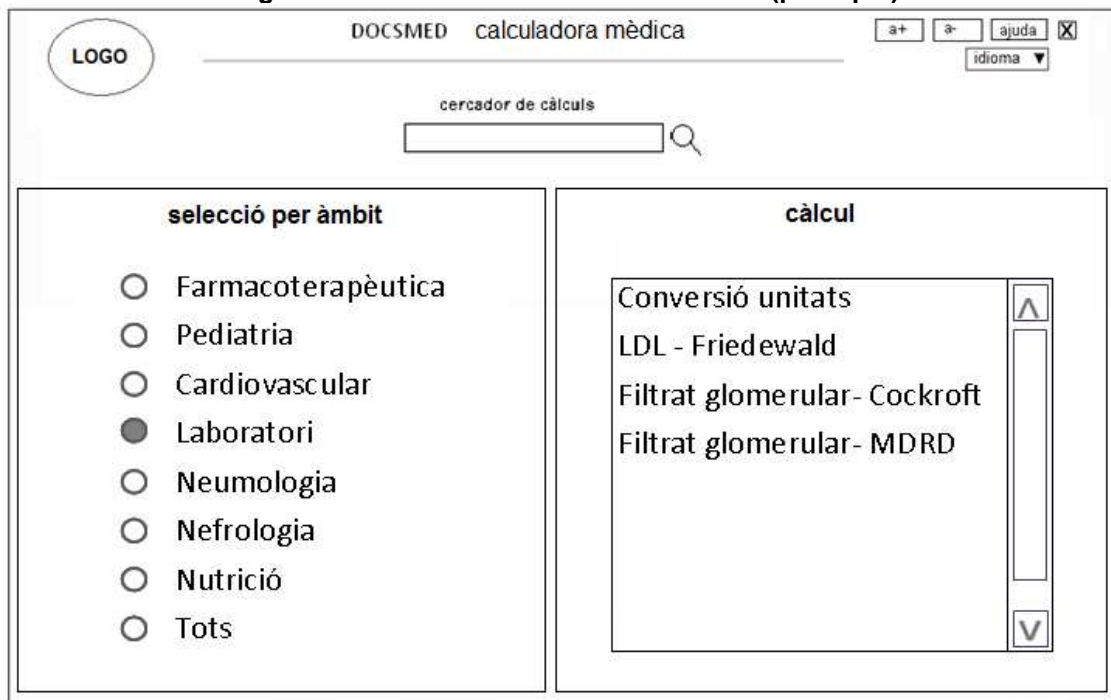 LOGO
DOCSMED calculadora mèdica
a+ a- ajuda X
idioma ▼
cercador de càlculs
selecció per àmbit
Farmacoterapèutica
Pediatria
Cardiovascular
Laboratori
Neumologia
Nefrologia
Nutrició
Tots
càlcul
Conversió unitats
LDL - Friedewald
Filtrat glomerular- Cockroft
Filtrat glomerular- MDRD